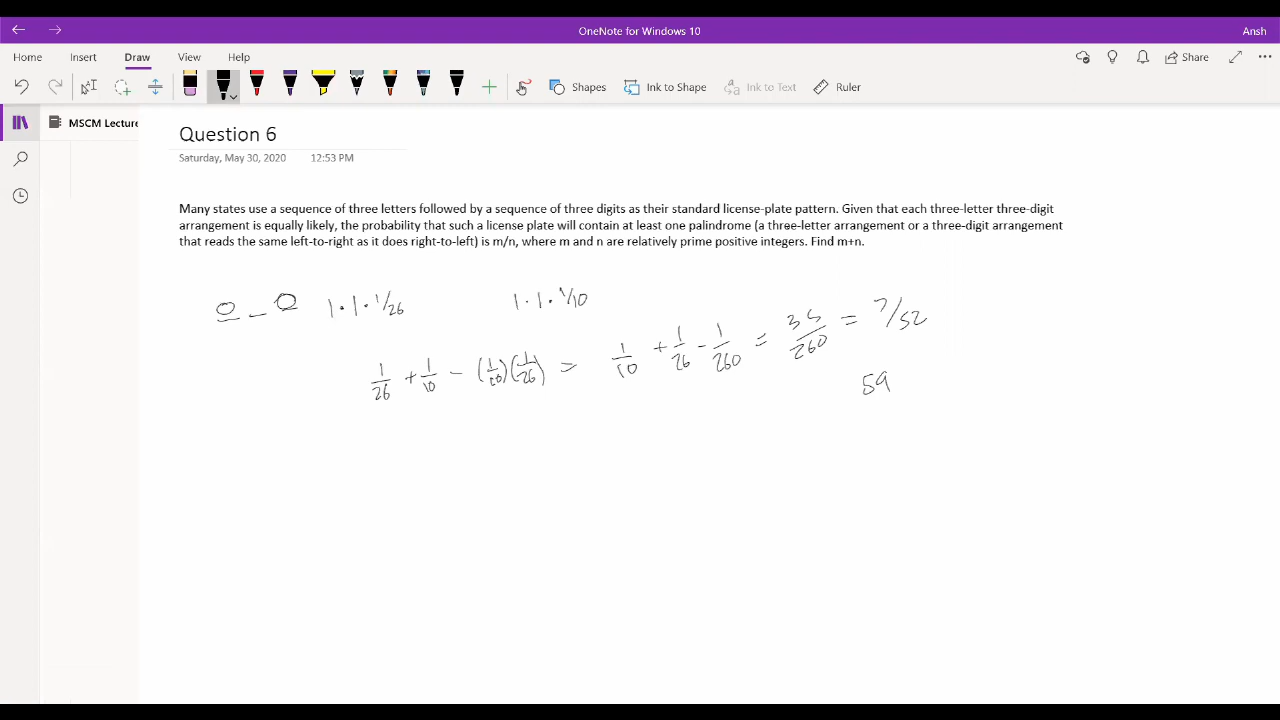 OneNote for Windows 10
Ansh
Home Insert Draw View Help
Share
Shapes Ink to Shape Ink to Text Ruler
MSCM Lecture
Question 6
Saturday, May 30, 2020 12:53 PM
Many states use a sequence of three letters followed by a sequence of three digits as their standard license-plate pattern. Given that each three-letter three-digit
arrangement is equally likely, the probability that such a license plate will contain at least one palindrome (a three-letter arrangement or a three-digit arrangement
that reads the same left-to-right as it does right-to-left) is m/n, where m and n are relatively prime positive integers. Find m+n.
1 · 1 · 1/26 1 · 1 · 1/10
1/26 + 1/10 - (1/10)(1/26) = 1/10 + 1/26 - 1/260 = 35/260 = 7/52
59